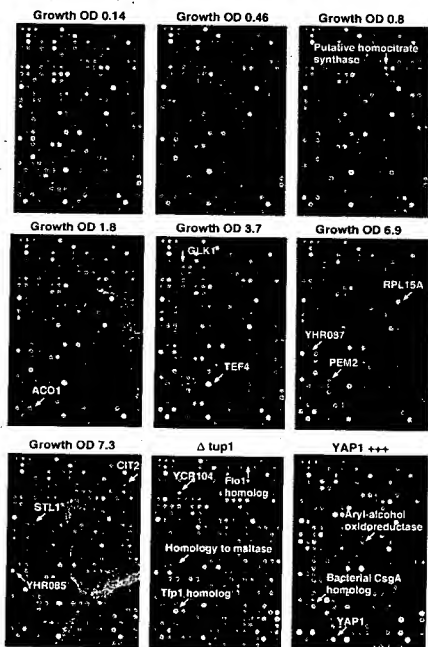 Growth OD 0.14
Growth OD 0.46
Growth OD 0.8
Putative homocitrate
synthase
Growth OD 1.8
Growth OD 3.7
Growth OD 6.9
GLK1
RPL15A
YHR087
PEM2
TEF4
ACO1
Growth OD 7.3
Δ tup1
YAP1 +++
CIT2
YCR104
Flo1
homolog
STL1
Aryl-alcohol
oxidoreductase
Homology to maltase
YHR085
Tfp1 homolog
Bacterial CsgA
homolog
YAP1